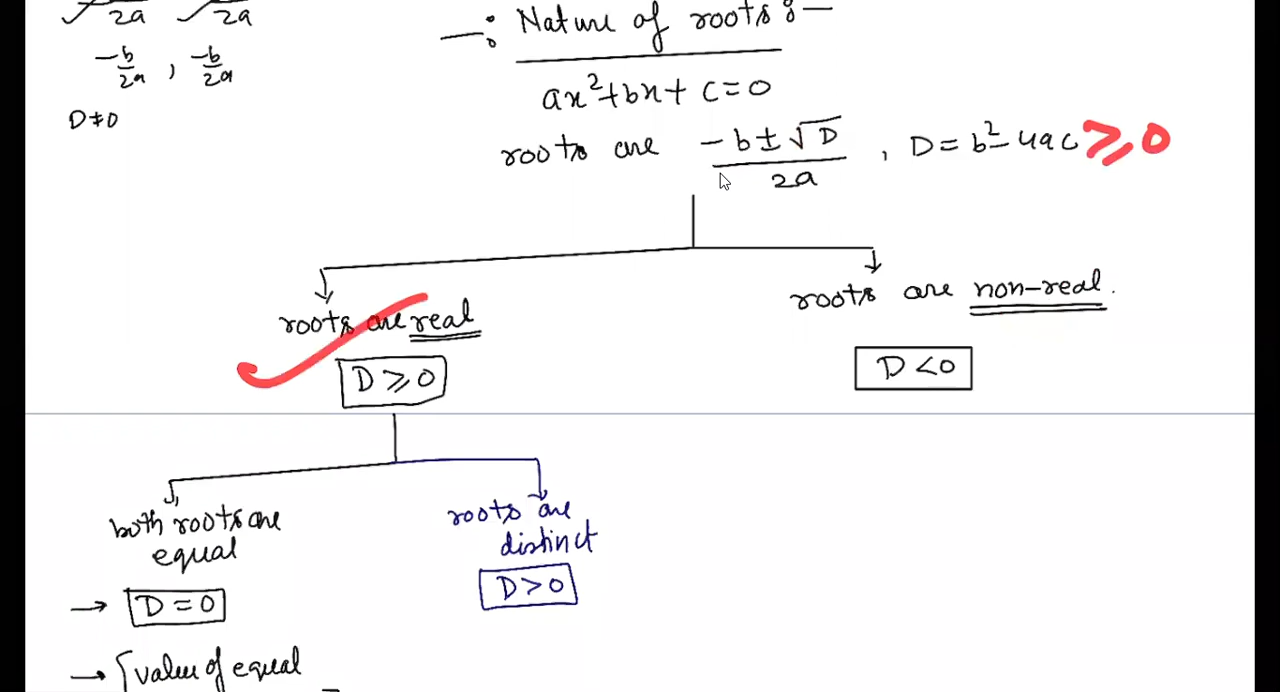 2a 2a
-b/2a , -b/2a
D≠0
—: Nature of roots :—
ax²+bx+c=0
roots are (-b±√D)/2a , D=b²-4ac ≥0
roots are real
roots are non-real.
D≥0
D<0
both roots are
equal
roots are
distinct
→ D=0
D>0
→ [value of equal